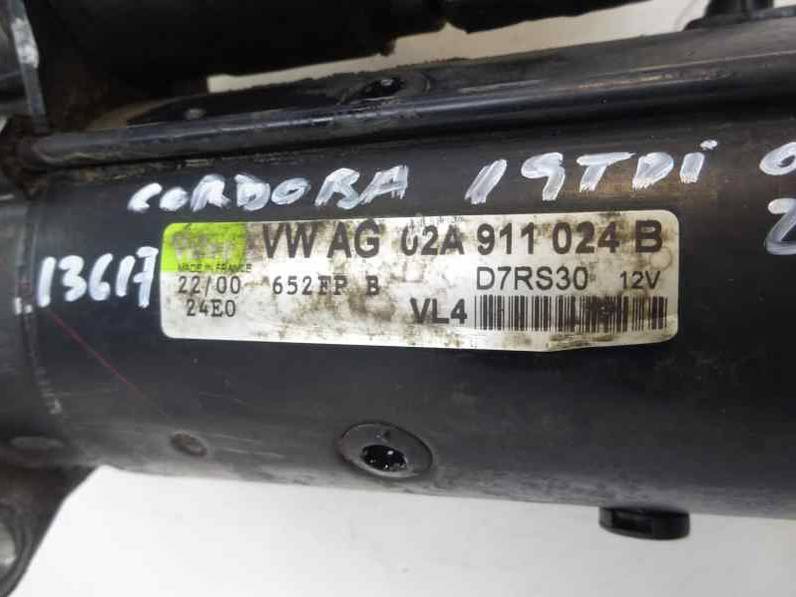 CORDOBA 19TDi
13617
VW AG 02A 911 024 B
MADE IN FRANCE
22/00 652EP B D7RS30 12V
24E0 VL4